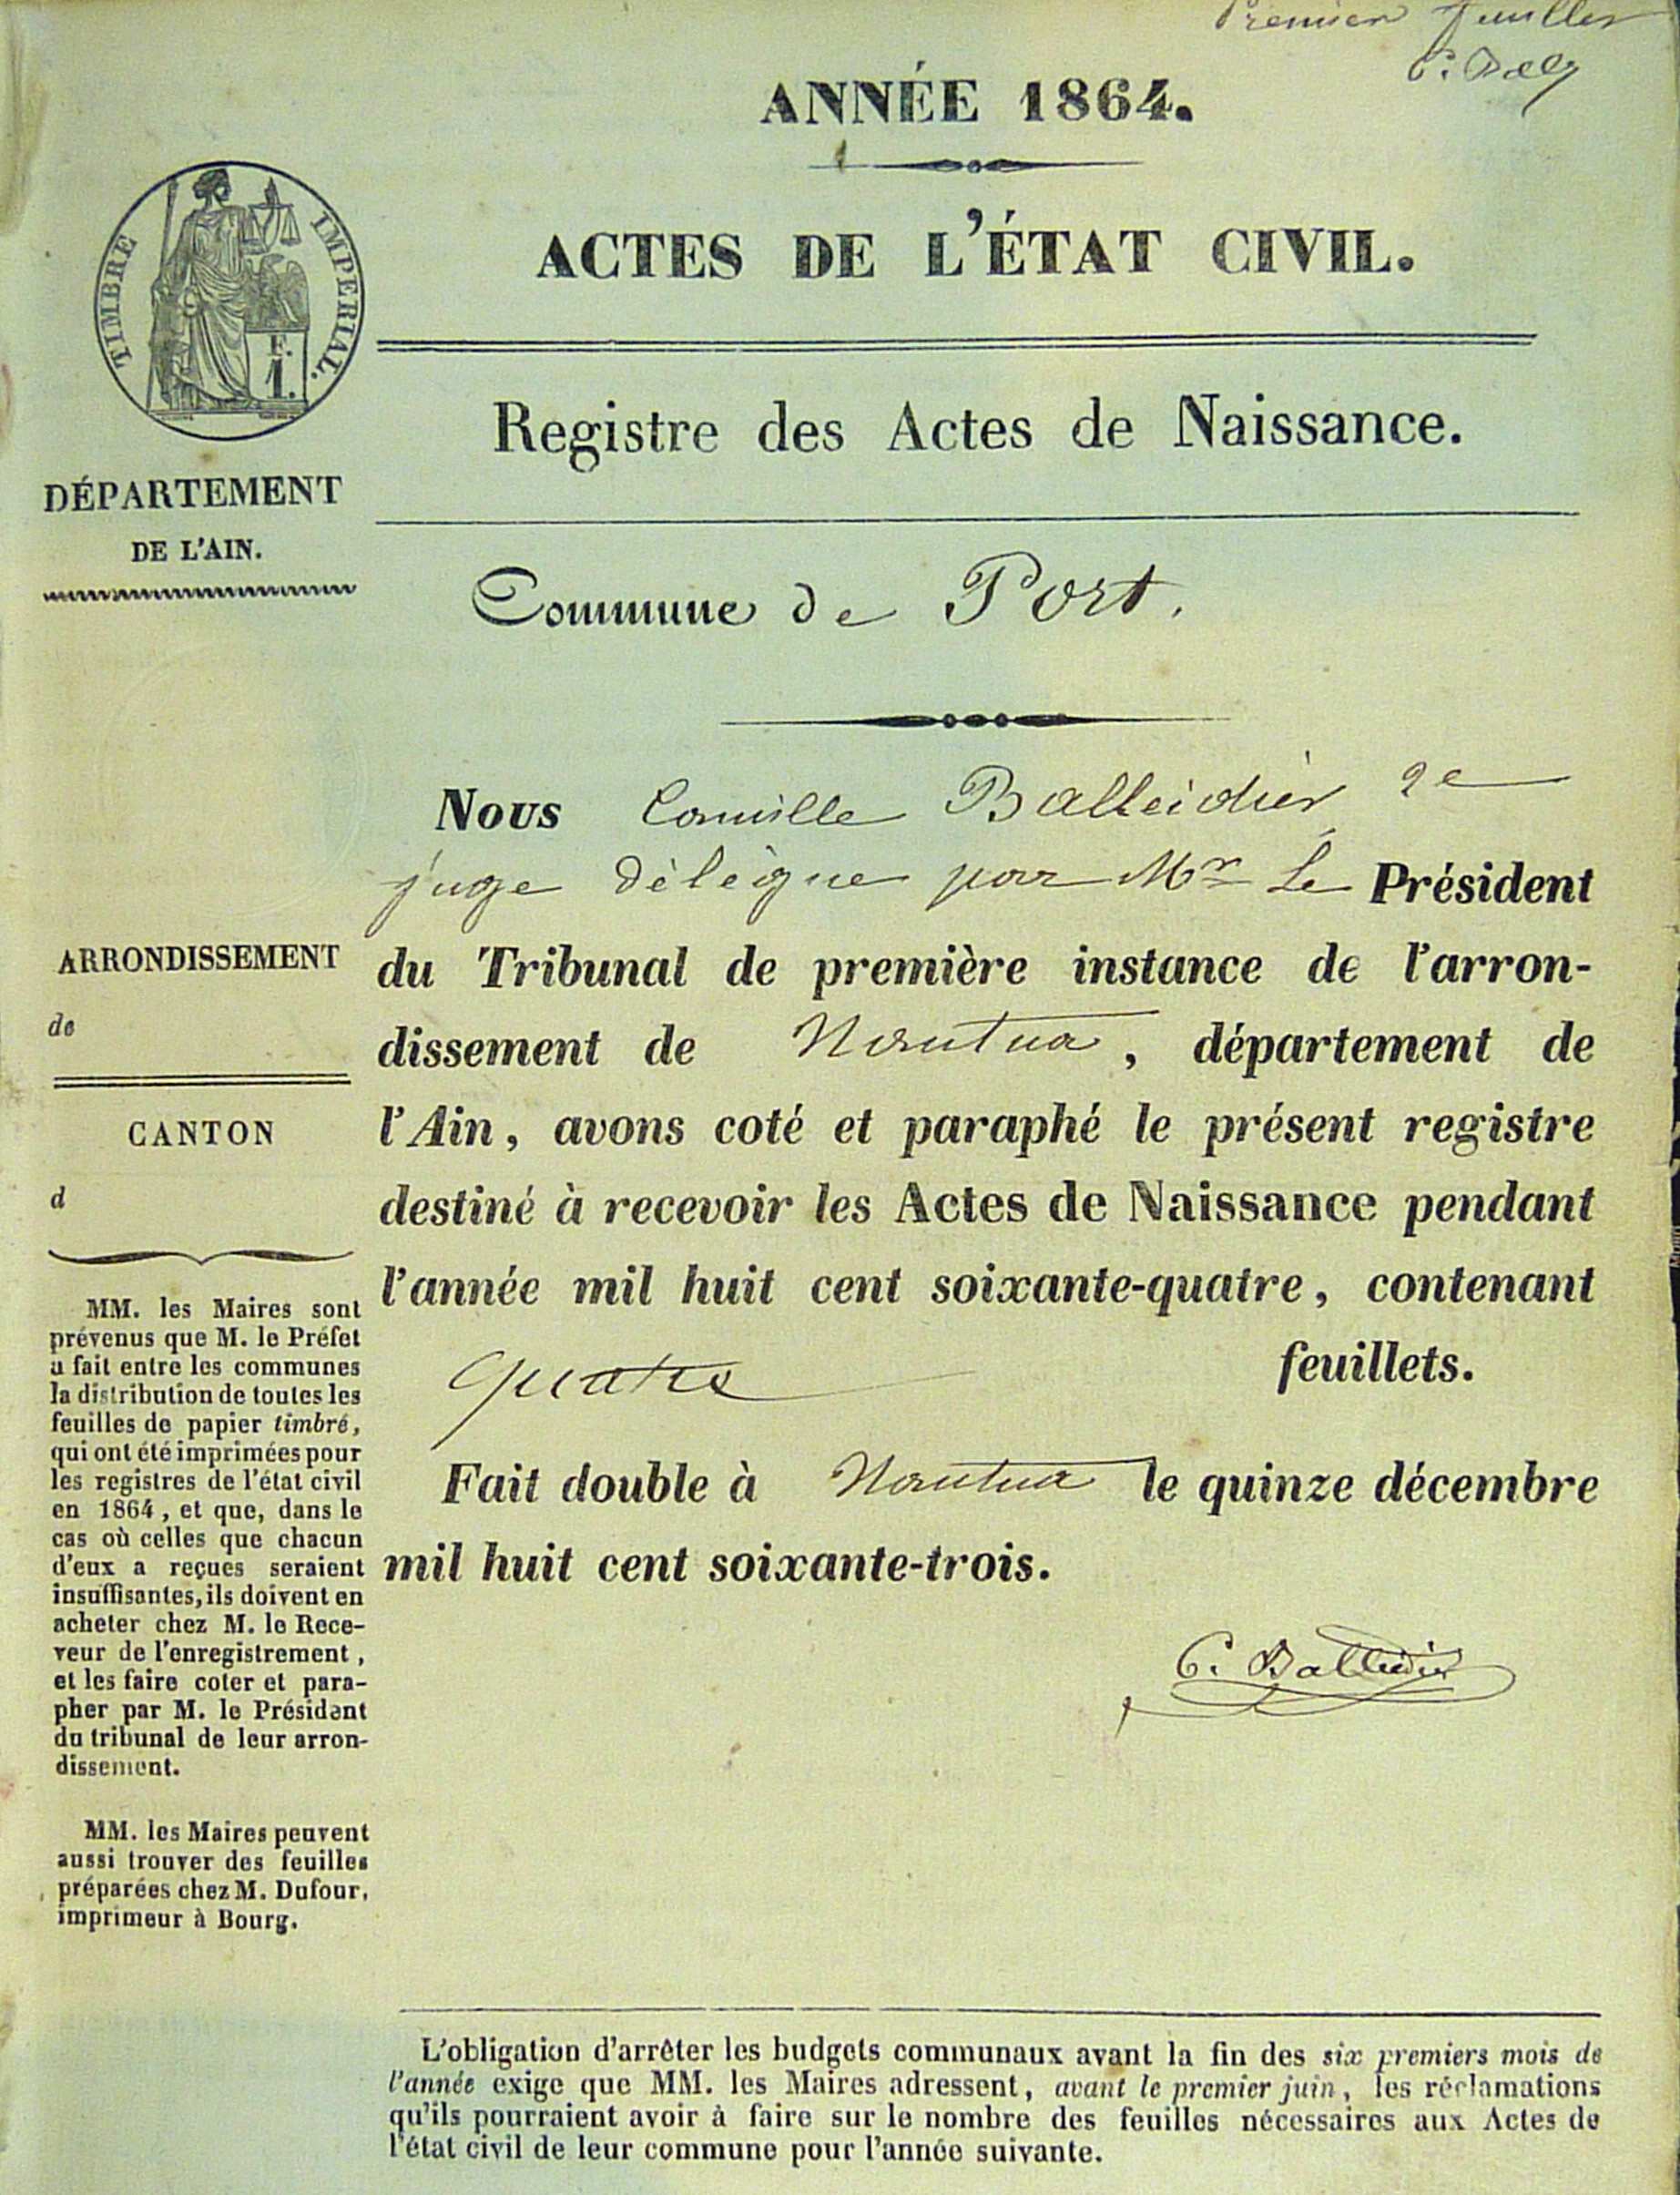 Premier feuillet
ANNÉE 1864.
ACTES DE L'ÉTAT CIVIL.
TIMBRE IMPERIAL.
F.
1.
Registre des Actes de Naissance.
DÉPARTEMENT
DE L'AIN.
Commune de Port.
Nous Camille Balleidier 2e
juge délégue par Mr Le Président
du Tribunal de première instance de l'arron-
dissement de Nantua, département de
l'Ain, avons coté et paraphé le présent registre
destiné à recevoir les Actes de Naissance pendant
l'année mil huit cent soixante-quatre, contenant
quatre feuillets.
Fait double à Nantua le quinze décembre
mil huit cent soixante-trois.
C. Balleidier
ARRONDISSEMENT
de
CANTON
d
MM. les Maires sont
prévenus que M. le Préfet
a fait entre les communes
la distribution de toutes les
feuilles de papier timbré,
qui ont été imprimées pour
les registres de l'état civil
en 1864, et que, dans le
cas où celles que chacun
d'eux a reçues seraient
insuffisantes, ils doivent en
acheter chez M. le Rece-
veur de l'enregistrement,
et les faire coter et para-
pher par M. le Président
du tribunal de leur arron-
dissement.
MM. les Maires peuvent
aussi trouver des feuilles
préparées chez M. Dufour,
imprimeur à Bourg.
L'obligation d'arrêter les budgets communaux avant la fin des six premiers mois de
l'année exige que MM. les Maires adressent, avant le premier juin, les réclamations
qu'ils pourraient avoir à faire sur le nombre des feuilles nécessaires aux Actes de
l'état civil de leur commune pour l'année suivante.